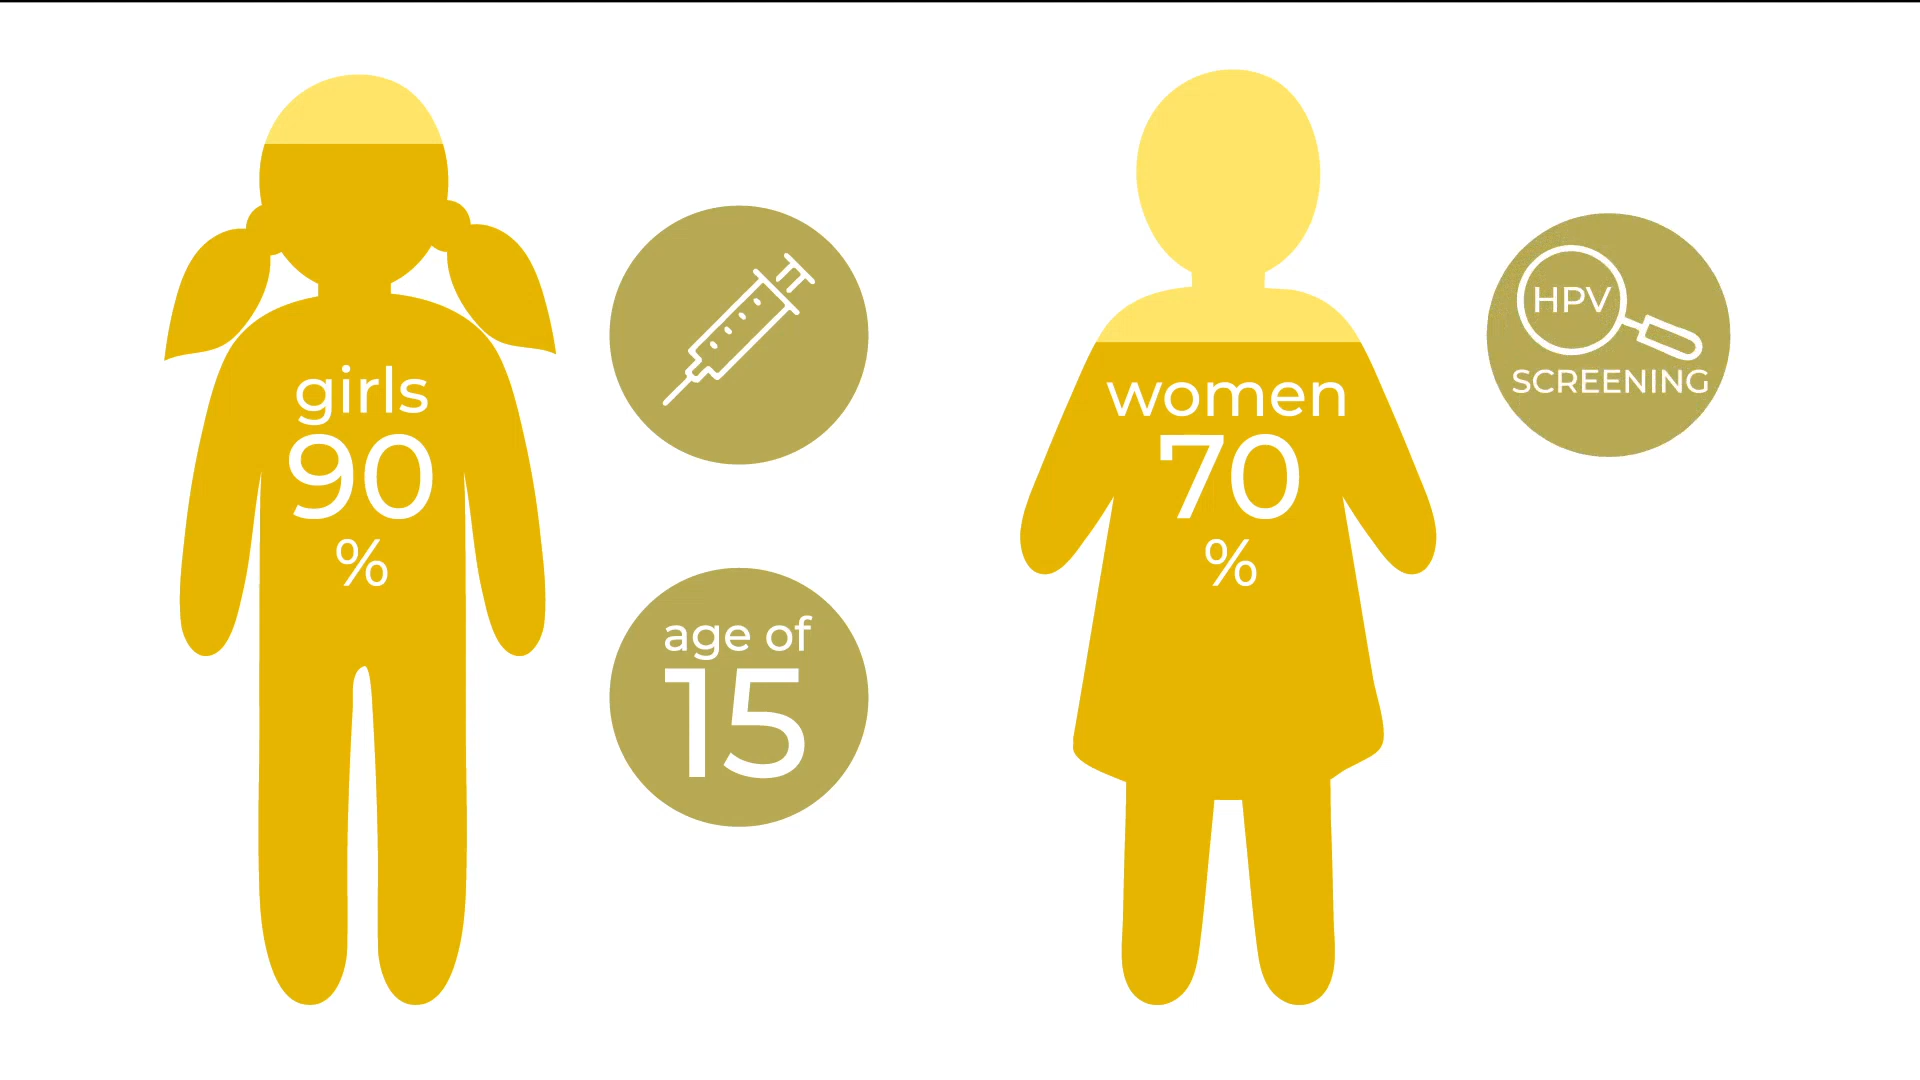 girls
90
%
age of
15
women
70
%
HPV
SCREENING